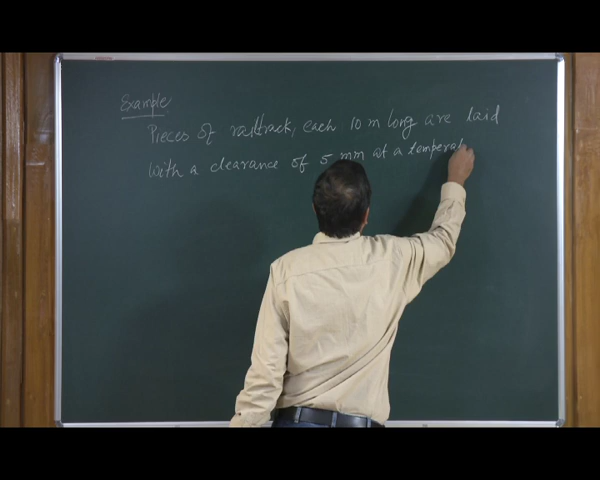 Example
Pieces of railtrack, each 10 m long are laid
with a clearance of 5 mm at a temperat